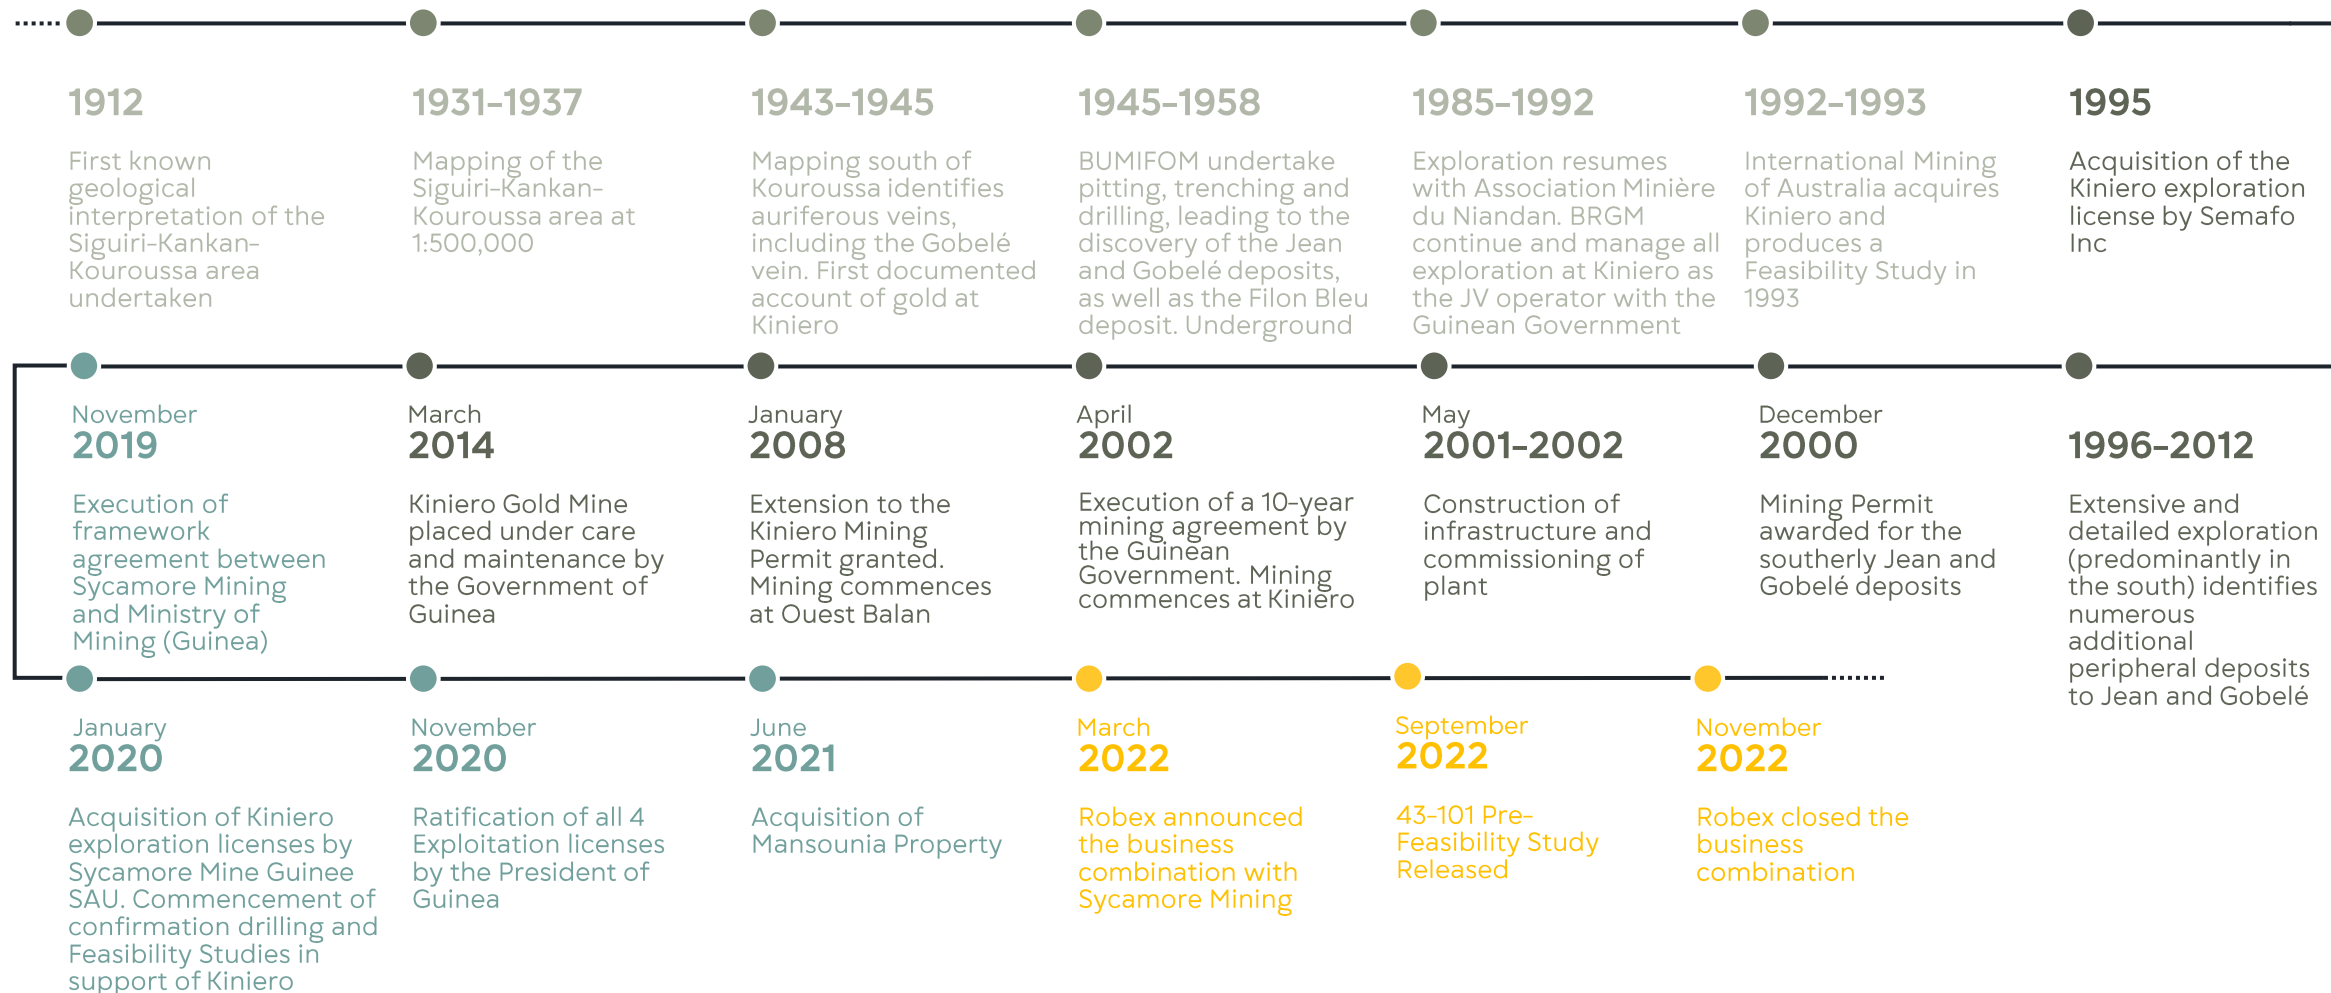 1912
First known
geological
interpretation of the
Siguiri-Kankan-
Kouroussa area
undertaken
1931-1937
Mapping of the
Siguiri-Kankan-
Kouroussa area at
1:500,000
1943-1945
Mapping south of
Kouroussa identifies
auriferous veins,
including the Gobelé
vein. First documented
account of gold at
Kiniero
1945-1958
BUMIFOM undertake
pitting, trenching and
drilling, leading to the
discovery of the Jean
and Gobelé deposits,
as well as the Filon Bleu
deposit. Underground
1985-1992
Exploration resumes
with Association Minière
du Niandan. BRGM
continue and manage all
exploration at Kiniero as
the JV operator with the
Guinean Government
1992-1993
International Mining
of Australia acquires
Kiniero and
produces a
Feasibility Study in
1993
1995
Acquisition of the
Kiniero exploration
license by Semafo
Inc
November
2019
Execution of
framework
agreement between
Sycamore Mining
and Ministry of
Mining (Guinea)
March
2014
Kiniero Gold Mine
placed under care
and maintenance by
the Government of
Guinea
January
2008
Extension to the
Kiniero Mining
Permit granted.
Mining commences
at Ouest Balan
April
2002
Execution of a 10-year
mining agreement by
the Guinean
Government. Mining
commences at Kiniero
May
2001-2002
Construction of
infrastructure and
commissioning of
plant
December
2000
Mining Permit
awarded for the
southerly Jean and
Gobelé deposits
1996-2012
Extensive and
detailed exploration
(predominantly in
the south) identifies
numerous
additional
peripheral deposits
to Jean and Gobelé
January
2020
Acquisition of Kiniero
exploration licenses by
Sycamore Mine Guinee
SAU. Commencement of
confirmation drilling and
Feasibility Studies in
support of Kiniero
November
2020
Ratification of all 4
Exploitation licenses
by the President of
Guinea
June
2021
Acquisition of
Mansounia Property
March
2022
Robex announced
the business
combination with
Sycamore Mining
September
2022
43-101 Pre-
Feasibility Study
Released
November
2022
Robex closed the
business
combination